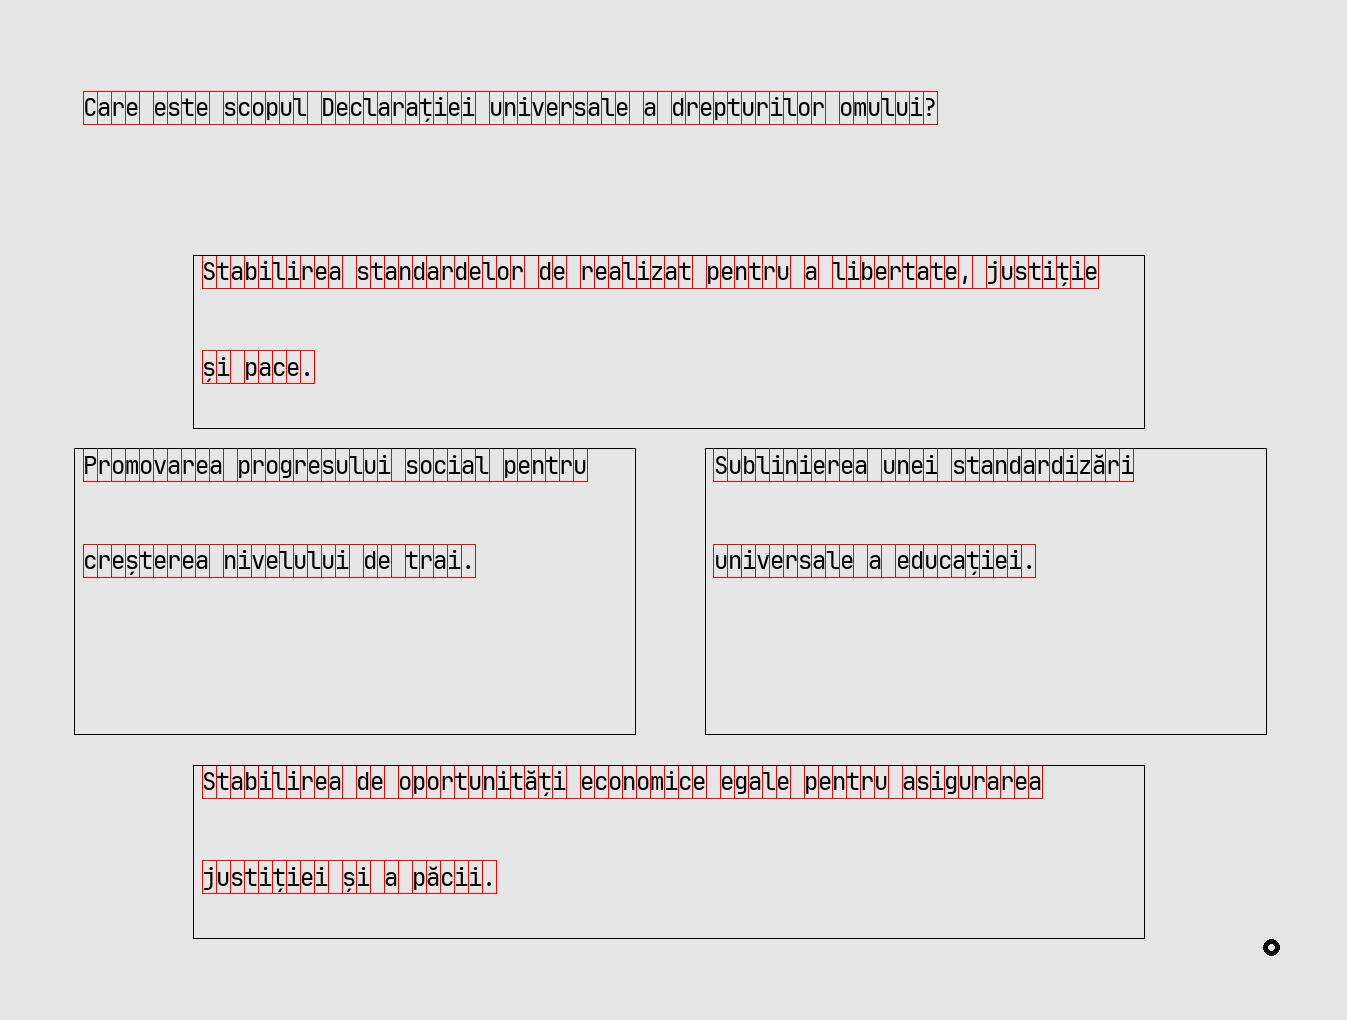 Care este scopul Declarației universale a drepturilor omului?
Stabilirea standardelor de realizat pentru a libertate, justiție
și pace.
Promovarea progresului social pentru
creșterea nivelului de trai.
Sublinierea unei standardizări
universale a educației.
Stabilirea de oportunități economice egale pentru asigurarea
justiției și a păcii.